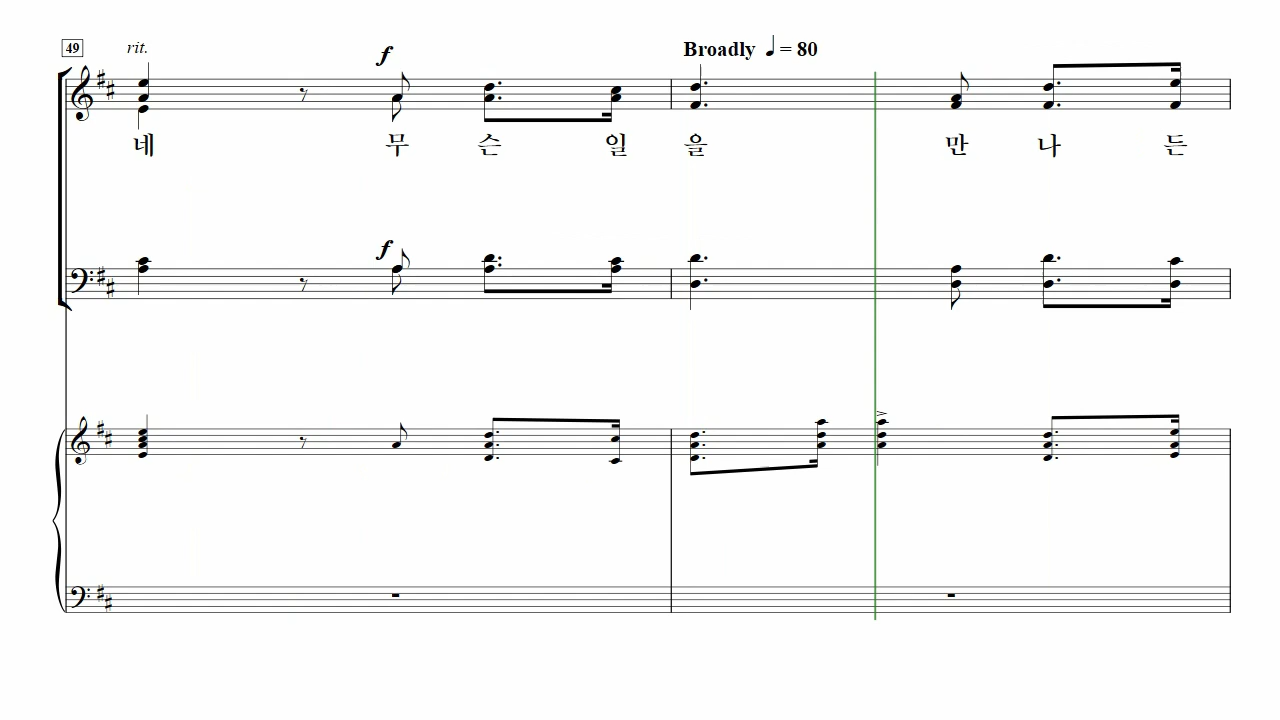 49 rit. f Broadly ♩= 80
네 무 슨 일 을 만 나 든
f